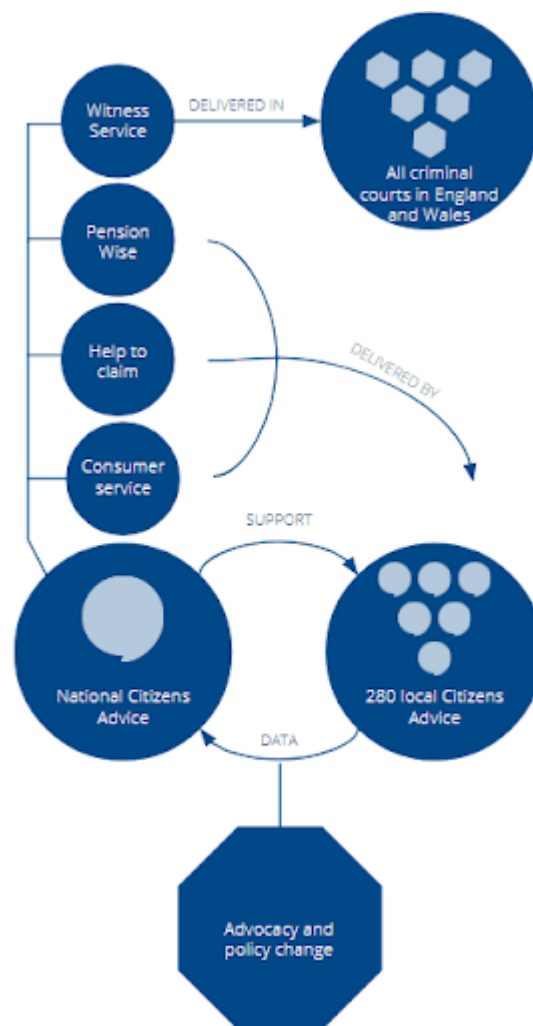 Witness
Service
DELIVERED IN
All criminal
courts in England
and Wales
Pension
Wise
Help to
claim
DELIVERED BY
Consumer
service
SUPPORT
National Citizens
Advice
280 local Citizens
Advice
DATA
Advocacy and
policy change